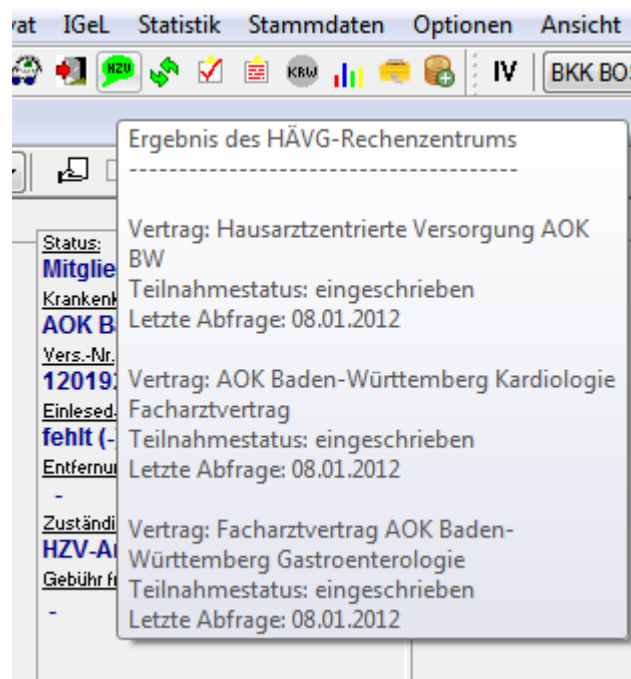 IGeL Statistik Stammdaten Optionen Ansicht
HZV KBW IV BKK
Ergebnis des HÄVG-Rechenzentrums
---------------------------------------
Vertrag: Hausarztzentrierte Versorgung AOK
BW
Teilnahmestatus: eingeschrieben
Letzte Abfrage: 08.01.2012
Vertrag: AOK Baden-Württemberg Kardiologie
Facharztvertrag
Teilnahmestatus: eingeschrieben
Letzte Abfrage: 08.01.2012
Vertrag: Facharztvertrag AOK Baden-
Württemberg Gastroenterologie
Teilnahmestatus: eingeschrieben
Letzte Abfrage: 08.01.2012
Status:
Mitglie
Krankenk
AOK B
Vers.-Nr.
12019
Einlesed
fehlt (-
Entfernu
-
Zuständi
HZV-A
Gebühr f
-